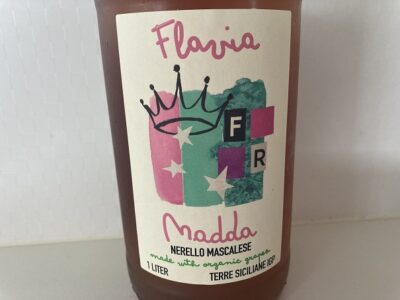 Flavia
F
R
Madda
NERELLO MASCALESE
made with organic grapes
1 LITER TERRE SICILIANE IGP